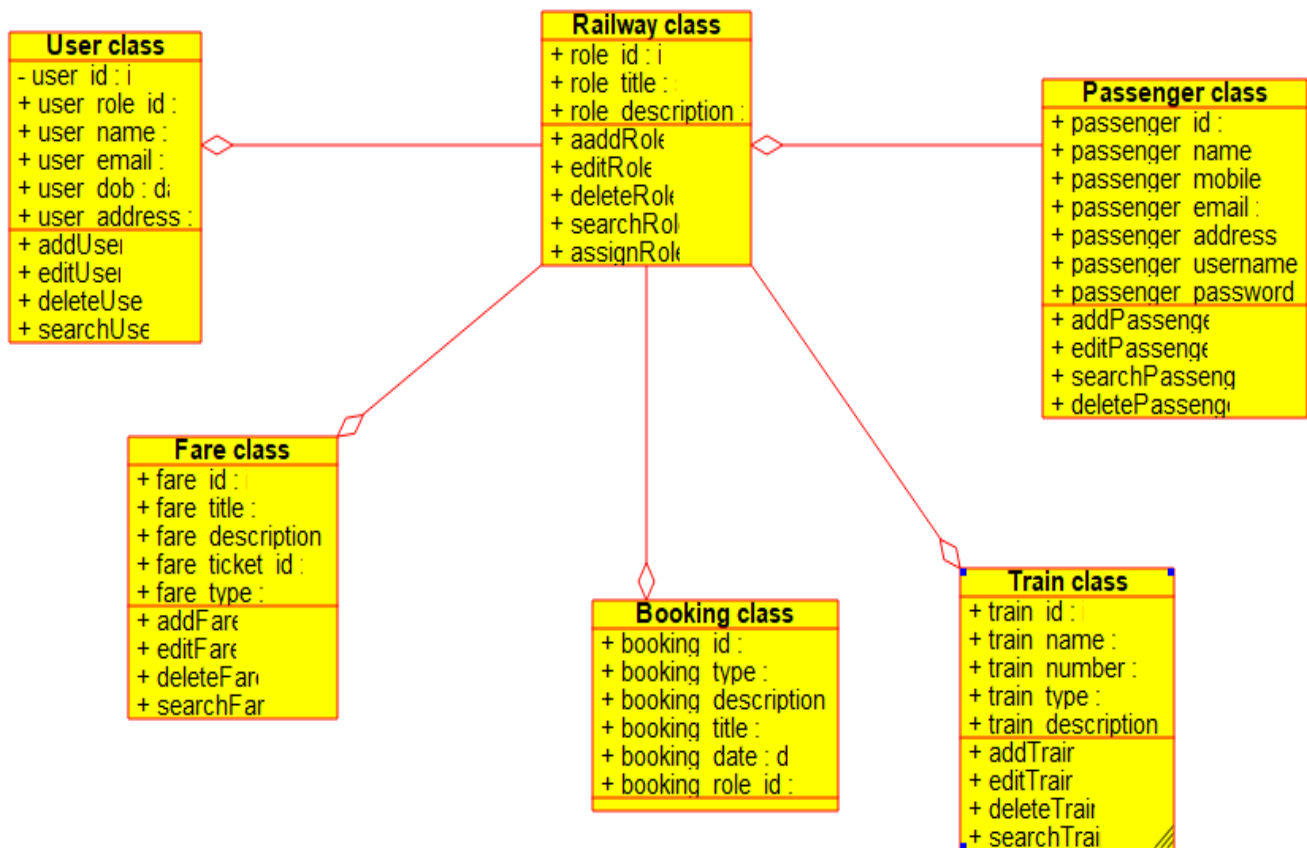 User class
- user id : i
+ user role id :
+ user name :
+ user email :
+ user dob : da
+ user address :
+ addUser
+ editUser
+ deleteUse
+ searchUse
Railway class
+ role id : i
+ role title :
+ role description :
+ aaddRole
+ editRole
+ deleteRole
+ searchRol
+ assignRole
Passenger class
+ passenger id :
+ passenger name
+ passenger mobile
+ passenger email :
+ passenger address
+ passenger username
+ passenger password
+ addPassenge
+ editPassenge
+ searchPasseng
+ deletePasseng
Fare class
+ fare id :
+ fare title :
+ fare description
+ fare ticket id :
+ fare type :
+ addFare
+ editFare
+ deleteFar
+ searchFar
Booking class
+ booking id :
+ booking type :
+ booking description
+ booking title :
+ booking date : d
+ booking role id :
Train class
+ train id :
+ train name :
+ train number :
+ train type :
+ train description
+ addTrain
+ editTrain
+ deleteTrain
+ searchTrai